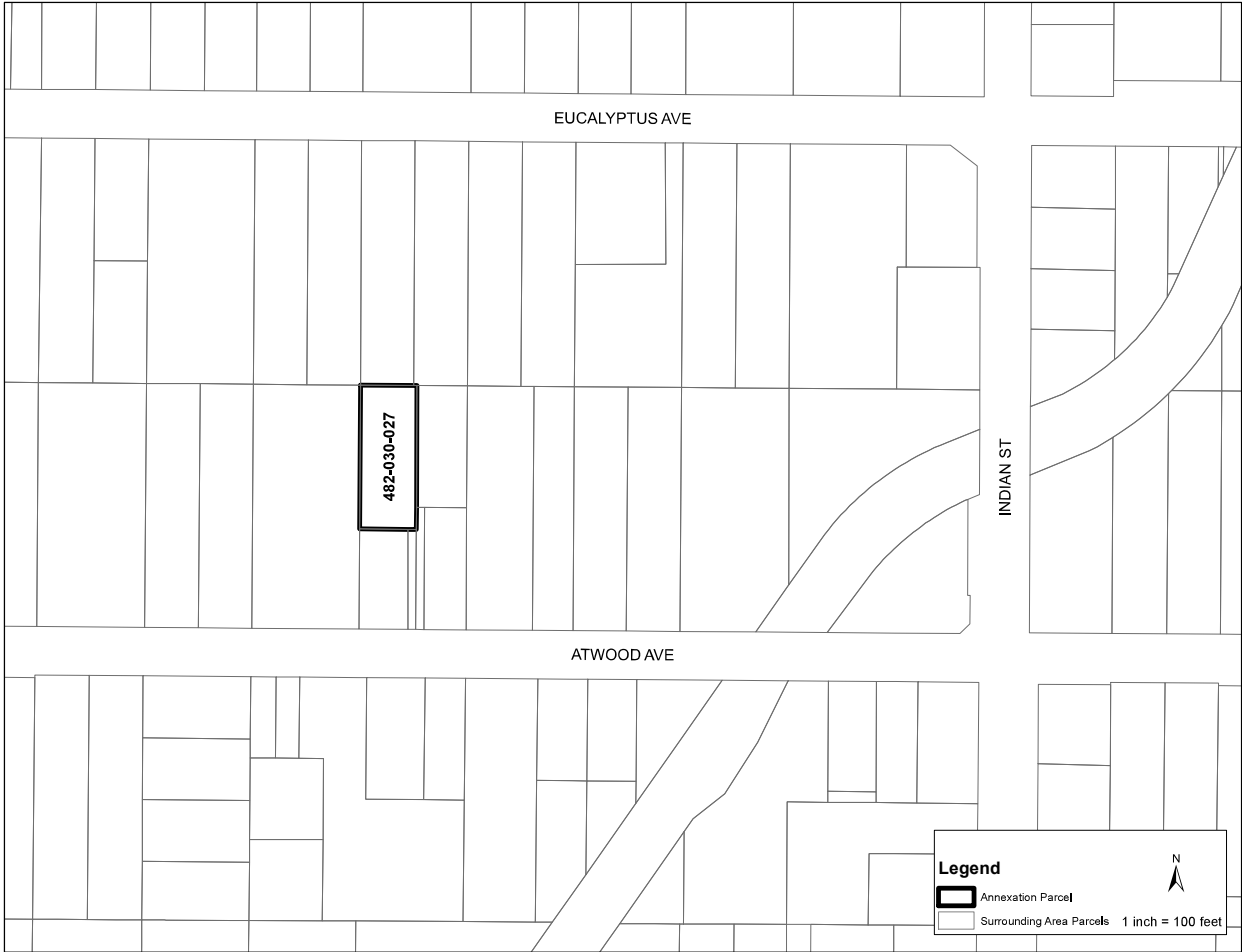 EUCALYPTUS AVE
482-030-027
INDIAN ST
ATWOOD AVE
Legend
N
Annexation Parcel
Surrounding Area Parcels
1 inch = 100 feet